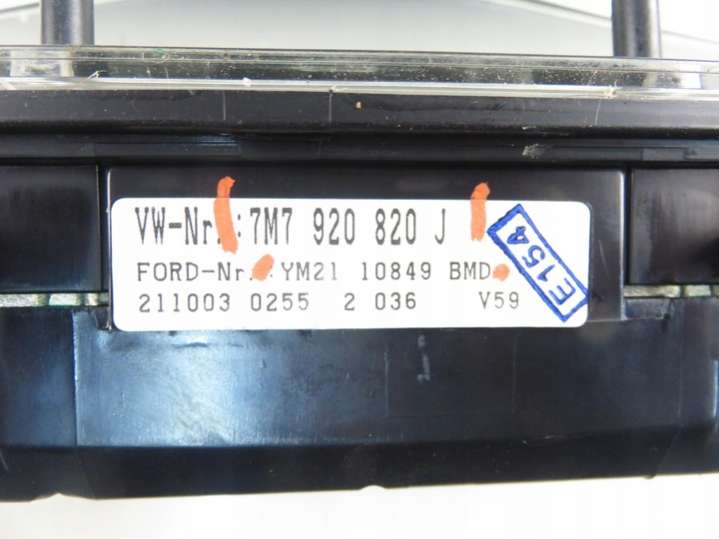 VW-Nr.:7M7 920 820 J
FORD-Nr.:YM21 10849 BMD
211003 0255 2 036 V59
E154